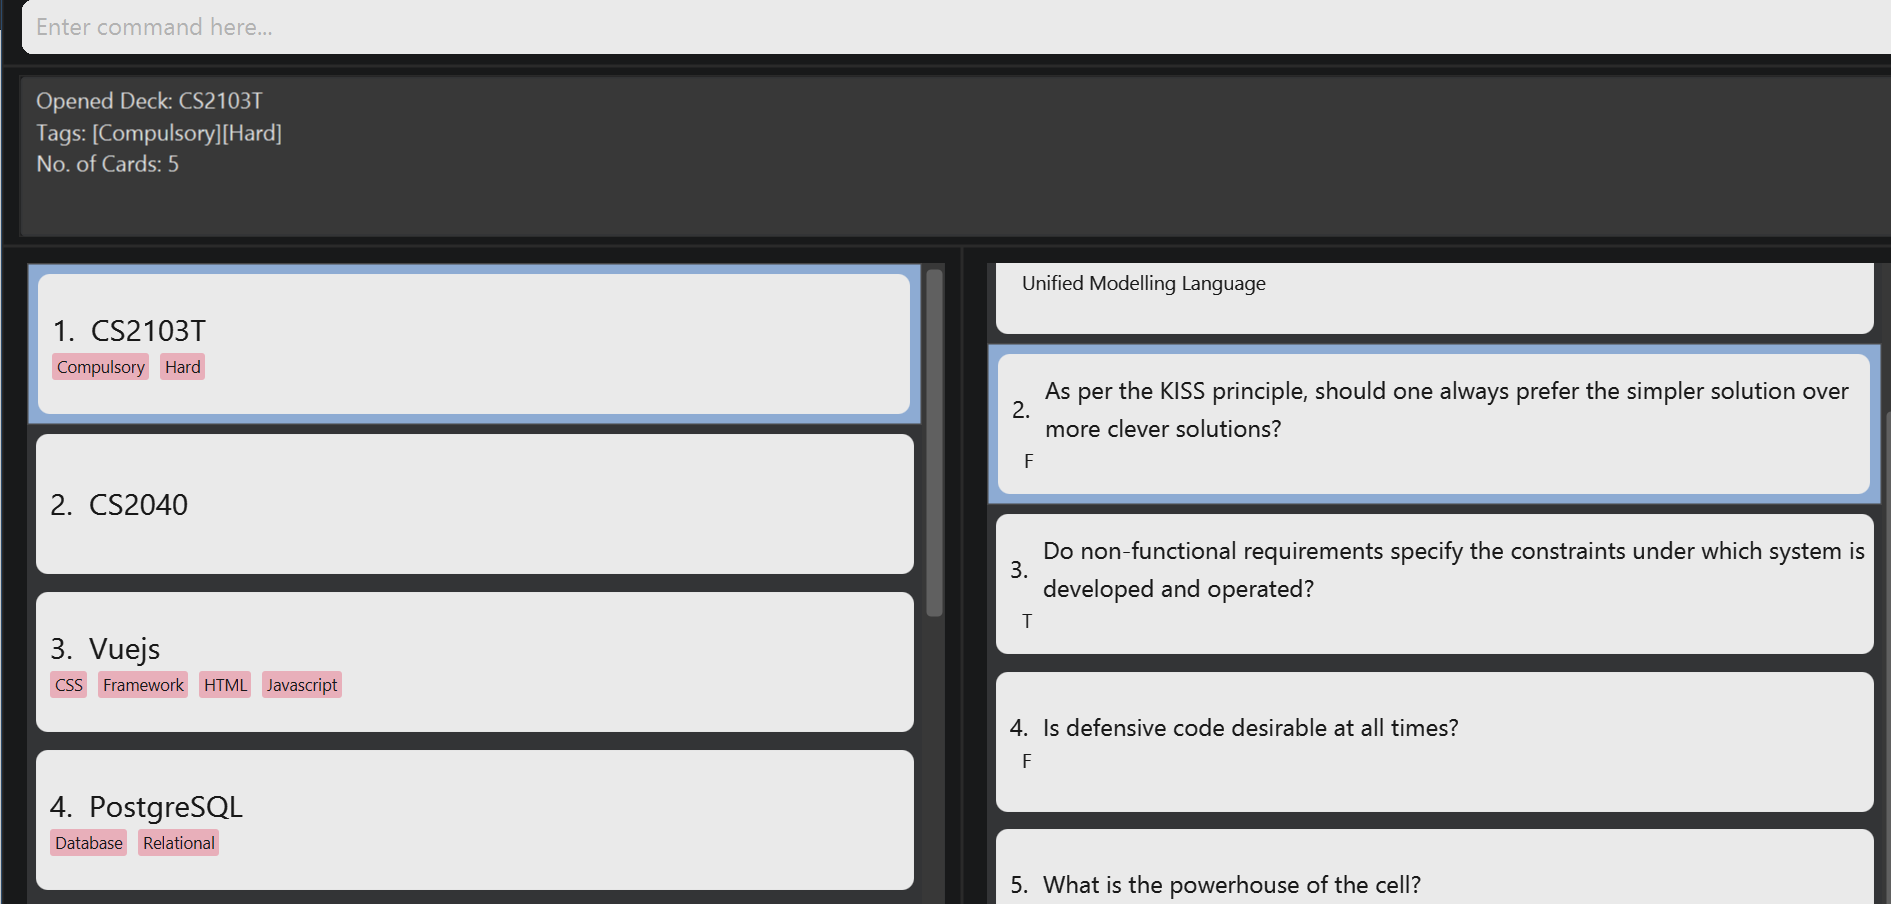 Enter command here...
Opened Deck: CS2103T
Tags: [Compulsory][Hard]
No. of Cards: 5
1. CS2103T
Compulsory Hard
2. CS2040
3. Vuejs
CSS Framework HTML Javascript
4. PostgreSQL
Database Relational
Unified Modelling Language
2. As per the KISS principle, should one always prefer the simpler solution over
more clever solutions?
F
3. Do non-functional requirements specify the constraints under which system is
developed and operated?
T
4. Is defensive code desirable at all times?
F
5. What is the powerhouse of the cell?